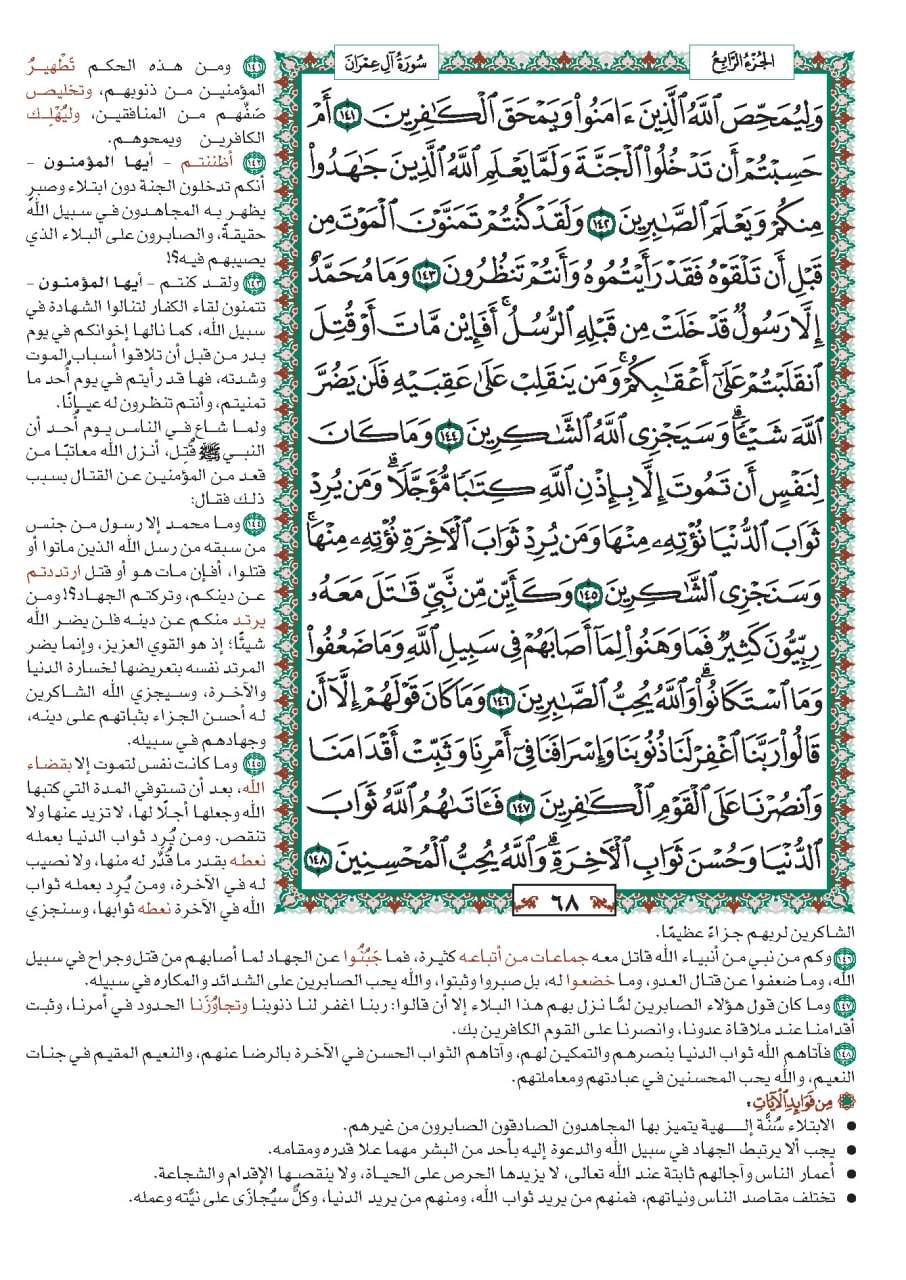 الجزء الرابع
سورة آل عمران
وَلِيُمَحِّصَ ٱللَّهُ ٱلَّذِينَ ءَامَنُوا۟ وَيَمْحَقَ ٱلْكَٰفِرِينَ ١٤١ أَمْ
حَسِبْتُمْ أَن تَدْخُلُوا۟ ٱلْجَنَّةَ وَلَمَّا يَعْلَمِ ٱللَّهُ ٱلَّذِينَ جَٰهَدُوا۟
مِنكُمْ وَيَعْلَمَ ٱلصَّٰبِرِينَ ١٤٢ وَلَقَدْ كُنتُمْ تَمَنَّوْنَ ٱلْمَوْتَ مِن
قَبْلِ أَن تَلْقَوْهُ فَقَدْ رَأَيْتُمُوهُ وَأَنتُمْ تَنظُرُونَ ١٤٣ وَمَا مُحَمَّدٌ
إِلَّا رَسُولٌ قَدْ خَلَتْ مِن قَبْلِهِ ٱلرُّسُلُ ۚ أَفَإِي۟ن مَّاتَ أَوْ قُتِلَ
ٱنقَلَبْتُمْ عَلَىٰٓ أَعْقَٰبِكُمْ ۚ وَمَن يَنقَلِبْ عَلَىٰ عَقِبَيْهِ فَلَن يَضُرَّ
ٱللَّهَ شَيْـًٔا ۗ وَسَيَجْزِى ٱللَّهُ ٱلشَّٰكِرِينَ ١٤٤ وَمَا كَانَ
لِنَفْسٍ أَن تَمُوتَ إِلَّا بِإِذْنِ ٱللَّهِ كِتَٰبًا مُّؤَجَّلًا ۗ وَمَن يُرِدْ
ثَوَابَ ٱلدُّنْيَا نُؤْتِهِۦ مِنْهَا وَمَن يُرِدْ ثَوَابَ ٱلْءَاخِرَةِ نُؤْتِهِۦ مِنْهَا ۚ
وَسَنَجْزِى ٱلشَّٰكِرِينَ ١٤٥ وَكَأَيِّن مِّن نَّبِىٍّ قَٰتَلَ مَعَهُۥ
رِبِّيُّونَ كَثِيرٌ فَمَا وَهَنُوا۟ لِمَآ أَصَابَهُمْ فِى سَبِيلِ ٱللَّهِ وَمَا ضَعُفُوا۟
وَمَا ٱسْتَكَانُوا۟ ۗ وَٱللَّهُ يُحِبُّ ٱلصَّٰبِرِينَ ١٤٦ وَمَا كَانَ قَوْلَهُمْ إِلَّآ أَن
قَالُوا۟ رَبَّنَا ٱغْفِرْ لَنَا ذُنُوبَنَا وَإِسْرَافَنَا فِىٓ أَمْرِنَا وَثَبِّتْ أَقْدَامَنَا
وَٱنصُرْنَا عَلَى ٱلْقَوْمِ ٱلْكَٰفِرِينَ ١٤٧ فَـَٔاتَىٰهُمُ ٱللَّهُ ثَوَابَ
ٱلدُّنْيَا وَحُسْنَ ثَوَابِ ٱلْءَاخِرَةِ ۗ وَٱللَّهُ يُحِبُّ ٱلْمُحْسِنِينَ ١٤٨
٦٨
١٤١ ومن هذه الحكم تَطْهيرُ
المؤمنين من ذنوبهم، وتخليص
صَفِّهم من المنافقين، وليُهْلِك
الكافرين ويمحوهم.
١٤٢ أظننتم - أيها المؤمنون -
أنكم تدخلون الجنة دون ابتلاء وصبرٍ
يظهر به المجاهدون في سبيل الله
حقيقةً، والصابرون على البلاء الذي
يصيبهم فيه؟!
١٤٣ ولقد كنتم - أيها المؤمنون -
تتمنون لقاء الكفار لتنالوا الشهادة في
سبيل الله، كما نالها إخوانكم في يوم
بدر من قبل أن تلاقوا أسباب الموت
وشدته، فها قد رأيتم في يوم أُحد ما
تمنيتم، وأنتم تنظرون له عيانًا.
ولما شاع في الناس يوم أُحد أن
النبي ﷺ قُتِل، أنزل الله معاتبًا من
قعد من المؤمنين عن القتال بسبب
ذلك فقال:
١٤٤ وما محمد إلا رسول من جنس
من سبقه من رسل الله الذين ماتوا أو
قتلوا، أفإن مات هو أو قتل ارتددتم
عن دينكم، وتركتم الجهاد؟! ومن
يرتد منكم عن دينه فلن يضر الله
شيئًا؛ إذ هو القوي العزيز، وإنما يضر
المرتد نفسه بتعريضها لخسارة الدنيا
والآخرة، وسيجزي الله الشاكرين
له أحسن الجزاء بثباتهم على دينه،
وجهادهم في سبيله.
١٤٥ وما كانت نفس لتموت إلا بقضاء
الله، بعد أن تستوفي المدة التي كتبها
الله وجعلها أجلًا لها، لا تزيد عنها ولا
تنقص. ومن يُرِد ثواب الدنيا بعمله
نعطه بقدر ما قُدِّر له منها، ولا نصيب
له في الآخرة، ومن يُرِد بعمله ثواب
الله في الآخرة نعطه ثوابها، وسنجزي
الشاكرين لربهم جزاءً عظيمًا.
١٤٦ وكم من نبي من أنبياء الله قاتل معه جماعات من أتباعه كثيرة، فما جَبُنُوا عن الجهاد لما أصابهم من قتل وجراح في سبيل
الله، وما ضعفوا عن قتال العدو، وما خضعوا له، بل صبروا وثبتوا، والله يحب الصابرين على الشدائد والمكاره في سبيله.
١٤٧ وما كان قول هؤلاء الصابرين لمَّا نزل بهم هذا البلاء إلا أن قالوا: ربنا اغفر لنا ذنوبنا وتجاوُزَنا الحدود في أمرنا، وثبت
أقدامنا عند ملاقاة عدونا، وانصرنا على القوم الكافرين بك.
١٤٨ فآتاهم الله ثواب الدنيا بنصرهم والتمكين لهم، وآتاهم الثواب الحسن في الآخرة بالرضا عنهم، والنعيم المقيم في جنات
النعيم، والله يحب المحسنين في عبادتهم ومعاملتهم.
من فوائد الآيات:
• الابتلاء سُنَّة إلـهية يتميز بها المجاهدون الصادقون الصابرون من غيرهم.
• يجب ألا يرتبط الجهاد في سبيل الله والدعوة إليه بأحد من البشر مهما علا قدره ومقامه.
• أعمار الناس وآجالهم ثابتة عند الله تعالى، لا يزيدها الحرص على الحياة، ولا ينقصها الإقدام والشجاعة.
• تختلف مقاصد الناس ونياتهم، فمنهم من يريد ثواب الله، ومنهم من يريد الدنيا، وكلٌّ سيُجازَى على نيَّته وعمله.